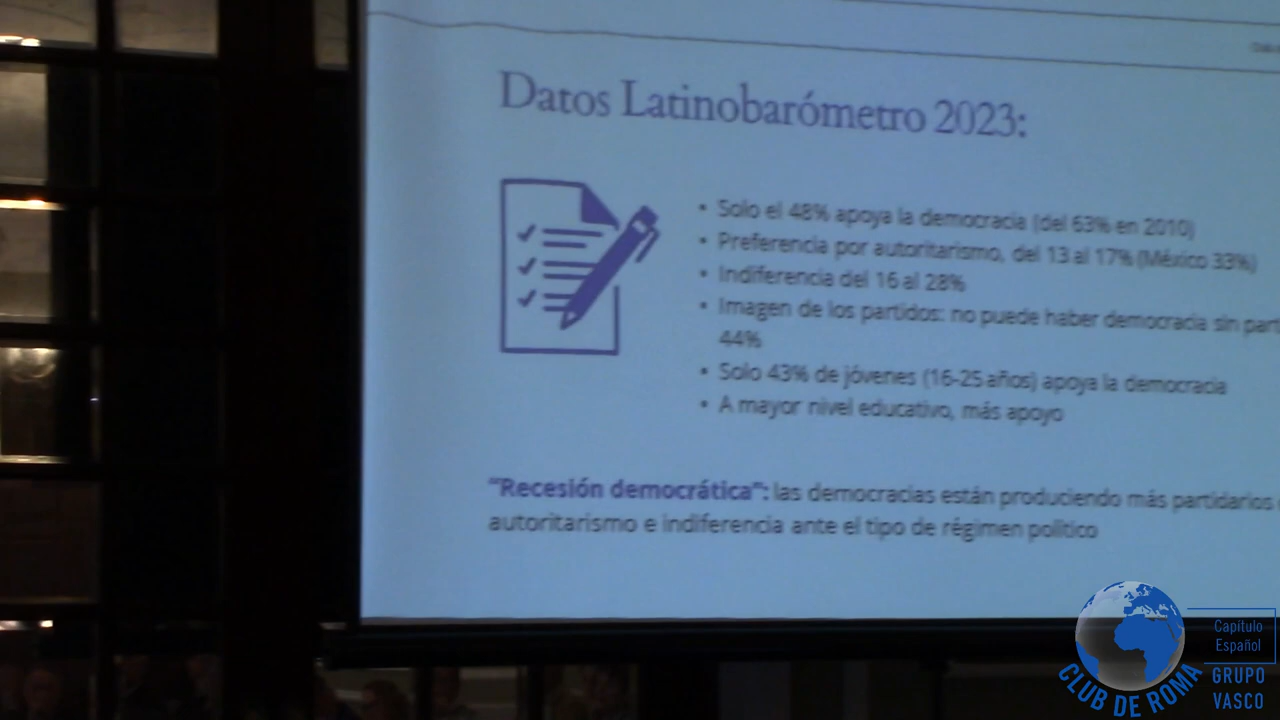 Datos Latinobarómetro 2023:
• Solo el 48% apoya la democracia (del 63% en 2010)
• Preferencia por autoritarismo, del 13 al 17% (México 33%)
• Indiferencia del 16 al 28%
• Imagen de los partidos: no puede haber democracia sin part
44%
• Solo 43% de jóvenes (16-25 años) apoya la democracia
• A mayor nivel educativo, más apoyo
"Recesión democrática": las democracias están produciendo más partidarios
autoritarismo e indiferencia ante el tipo de régimen político
Capítulo
Español
CLUB DE ROMA
GRUPO
VASCO